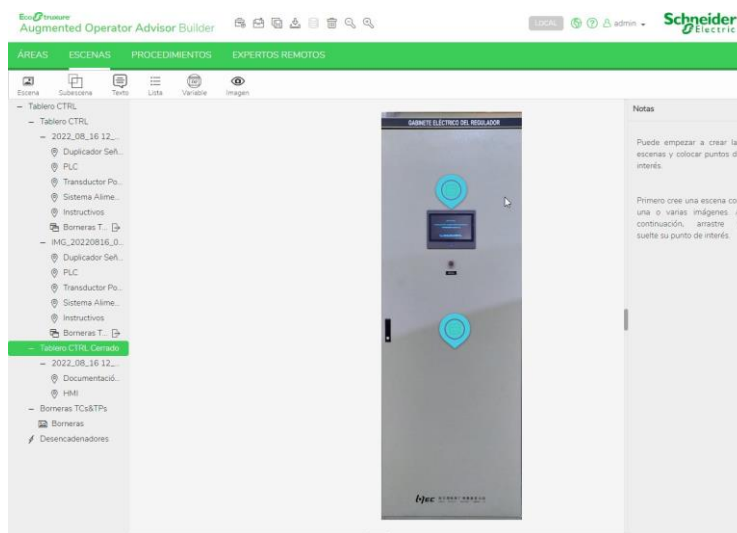 EcoStruxure
Augmented Operator Advisor Builder
LOCAL
admin
Schneider
Electric
ÁREAS ESCENAS PROCEDIMIENTOS EXPERTOS REMOTOS
Escena Subescena Texto Lista Variable Imagen
Tablero CTRL
Tablero CTRL
2022_08_16 12_...
Duplicador Señ...
PLC
Transductor Po...
Sistema Alime...
Instructivos
Borneras T...
IMG_20220816_0...
Duplicador Señ...
PLC
Transductor Po...
Sistema Alime...
Instructivos
Borneras T...
Tablero CTRL Cerrado
2022_08_16 12_...
Documentació...
HMI
Borneras TCs&TPs
Borneras
Desencadenadores
GABINETE ELÉCTRICO DEL REGULADOR
Notas
Puede empezar a crear la
escenas y colocar puntos d
interés.
Primero cree una escena co
una o varias imágenes.
continuación, arrastre
suelte su punto de interés.